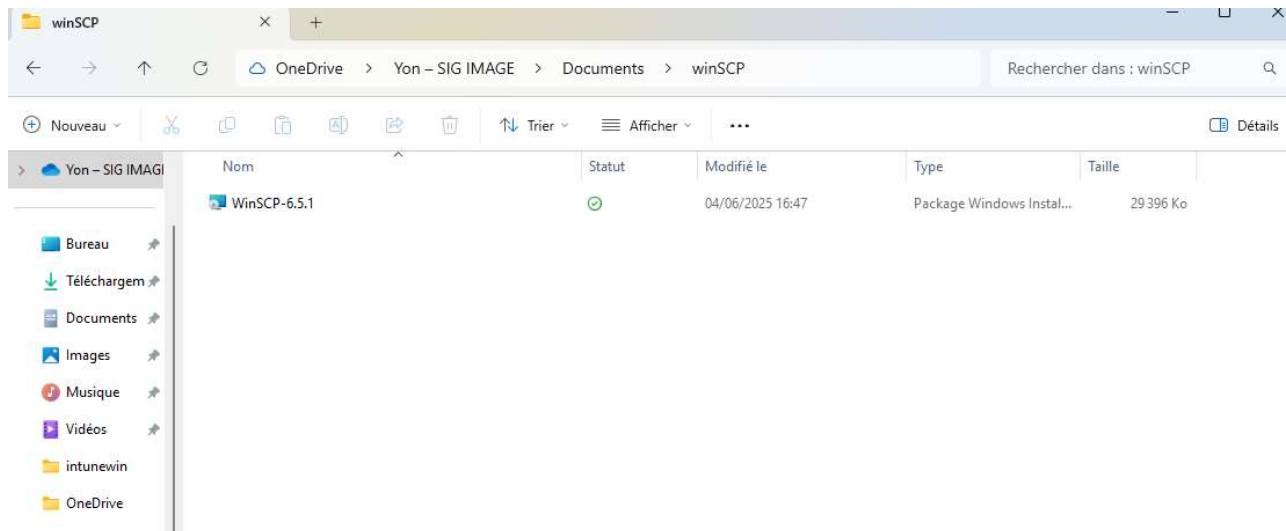 winSCP
OneDrive > Yon – SIG IMAGE > Documents > winSCP
Rechercher dans : winSCP
Nouveau
Trier
Afficher
Détails
Yon – SIG IMAGI
Nom
Statut
Modifié le
Type
Taille
WinSCP-6.5.1
04/06/2025 16:47
Package Windows Instal...
29 396 Ko
Bureau
Téléchargem
Documents
Images
Musique
Vidéos
intunewin
OneDrive